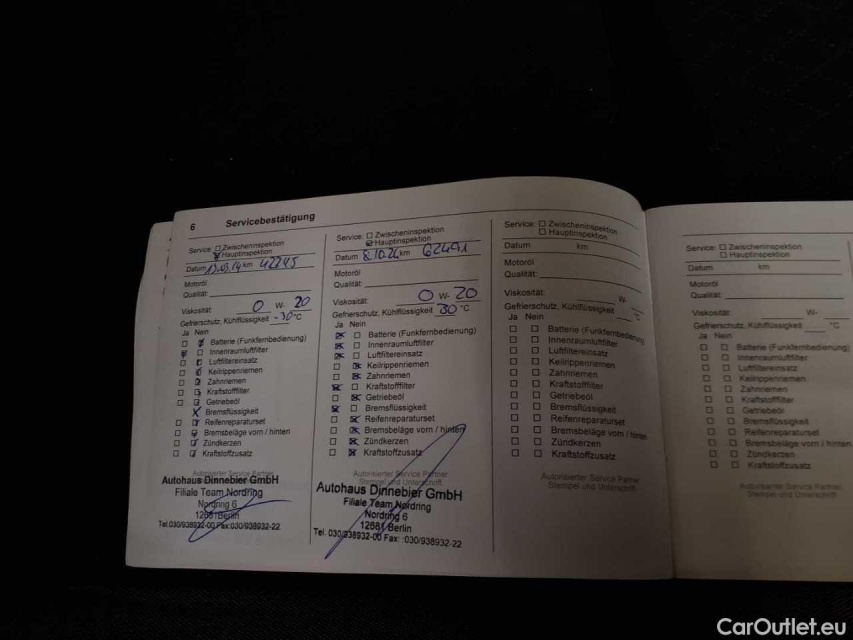 6 Servicebestätigung
Service: Zwischeninspektion
Hauptinspektion
Datum km 42245
Motoröl
Qualität:
Viskosität: 0 W- 20
Gefrierschutz, Kühlflüssigkeit -30 °C
Ja Nein
Batterie (Funkfernbedienung)
Innenraumluftfilter
Luftfiltereinsatz
Keilrippenriemen
Zahnriemen
Kraftstofffilter
Getriebeöl
Bremsflüssigkeit
Reifenreparaturset
Bremsbeläge vorn / hinten
Zündkerzen
Kraftstoffzusatz
Autorisierter Service Partner
Autohaus Dinnebier GmbH
Filiale Team Nordring
Nordring 6
12681 Berlin
Tel.030/938932-00 Fax:030/938932-22
Service: Zwischeninspektion
Hauptinspektion
Datum 8.10.24 km 62491
Motoröl
Qualität:
Viskosität: 0 W- 20
Gefrierschutz, Kühlflüssigkeit 30 °C
Ja Nein
Batterie (Funkfernbedienung)
Innenraumluftfilter
Luftfiltereinsatz
Keilrippenriemen
Zahnriemen
Kraftstofffilter
Getriebeöl
Bremsflüssigkeit
Reifenreparaturset
Bremsbeläge vorn / hinten
Zündkerzen
Kraftstoffzusatz
Autorisierter Service Partner
Stempel und Unterschrift
Autohaus Dinnebier GmbH
Filiale Team Nordring
Nordring 6
12681 Berlin
Tel. 030/938932-00 Fax: :030/938932-22
Service: Zwischeninspektion
Hauptinspektion
Datum km
Motoröl
Qualität:
Viskosität: W-
Gefrierschutz, Kühlflüssigkeit °C
Ja Nein
Batterie (Funkfernbedienung)
Innenraumluftfilter
Luftfiltereinsatz
Keilrippenriemen
Zahnriemen
Kraftstofffilter
Getriebeöl
Bremsflüssigkeit
Reifenreparaturset
Bremsbeläge vorn / hinten
Zündkerzen
Kraftstoffzusatz
Autorisierter Service Partner
Stempel und Unterschrift
Service: Zwischeninspektion
Hauptinspektion
Datum km
Motoröl
Qualität:
Viskosität: W-
Gefrierschutz, Kühlflüssigkeit °C
Ja Nein
Batterie (Funkfernbedienung)
Innenraumluftfilter
Luftfiltereinsatz
Keilrippenriemen
Zahnriemen
Kraftstofffilter
Getriebeöl
Bremsflüssigkeit
Reifenreparaturset
Bremsbeläge vorn / hinten
Zündkerzen
Kraftstoffzusatz
Autorisierter Service Partner
Stempel und Unterschrift
CarOutlet.eu